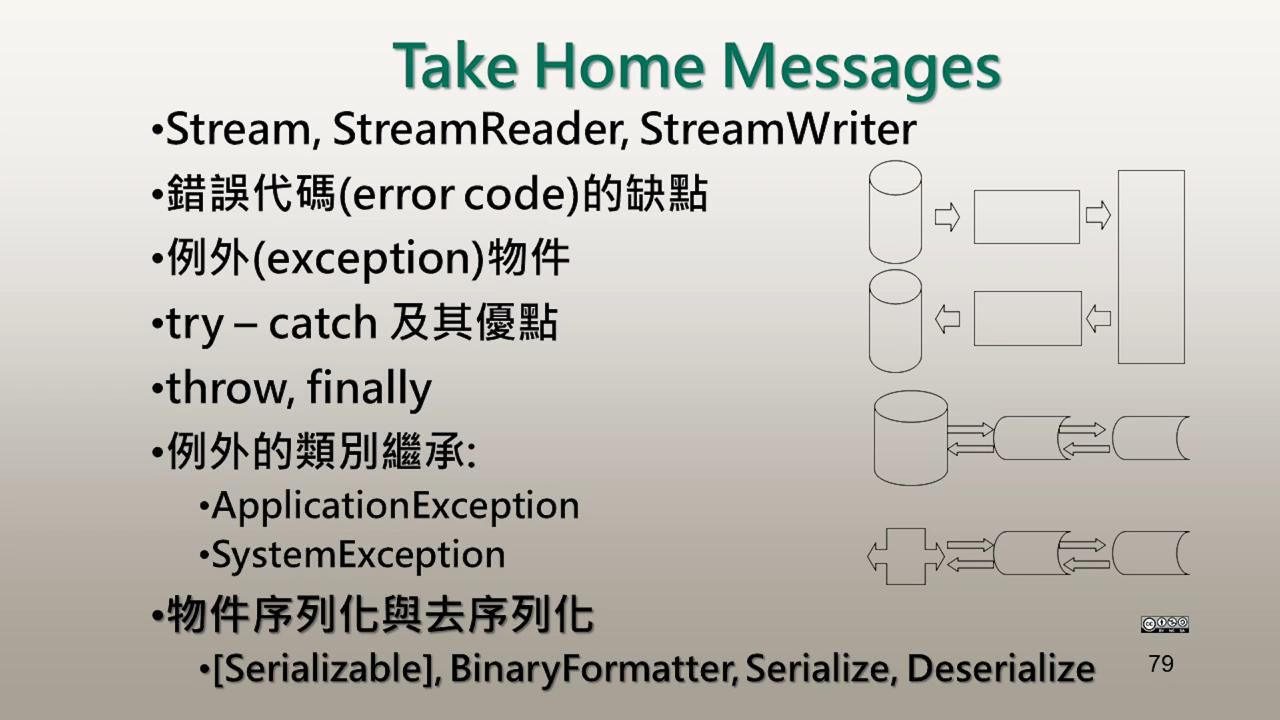 Take Home Messages
•Stream, StreamReader, StreamWriter
•錯誤代碼(error code)的缺點
•例外(exception)物件
•try – catch 及其優點
•throw, finally
•例外的類別繼承:
•ApplicationException
•SystemException
•物件序列化與去序列化
•[Serializable], BinaryFormatter, Serialize, Deserialize
79